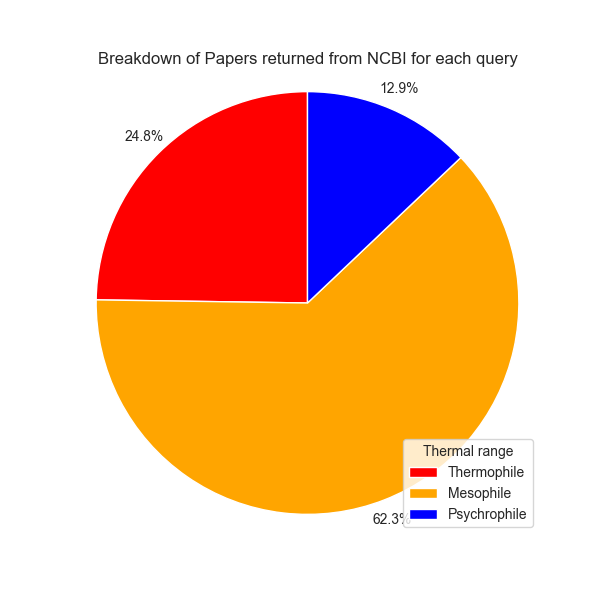 Breakdown of Papers returned from NCBI for each query
12.9%
24.8%
Thermal range
Thermophile
Mesophile
Psychrophile
62.3%